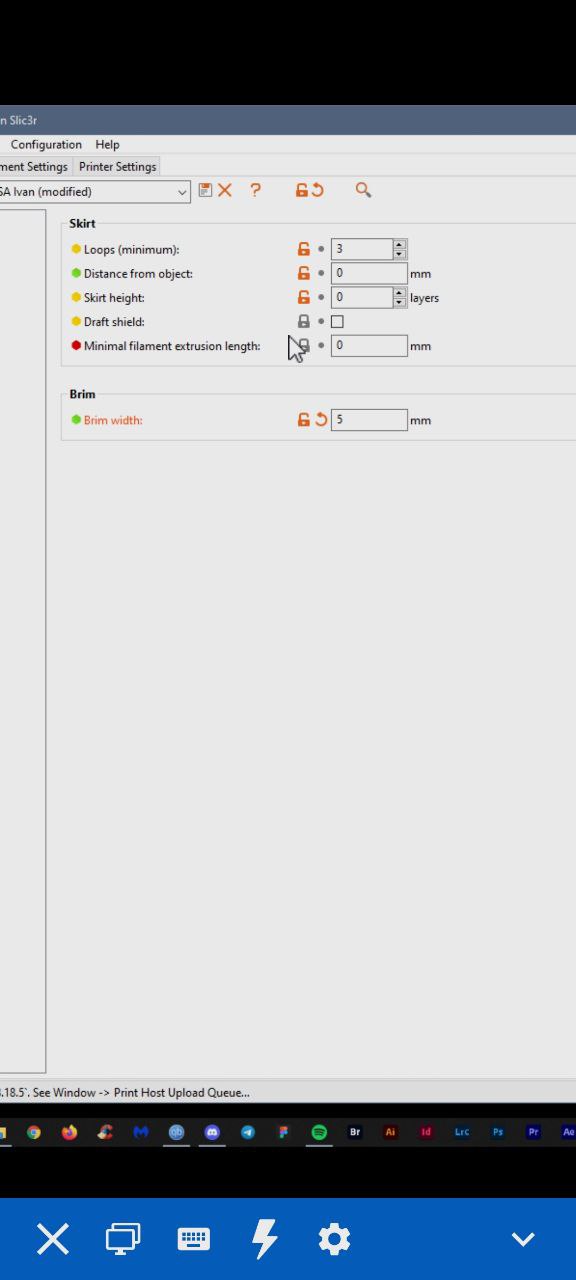 n Slic3r
Configuration Help
ment Settings Printer Settings
SA Ivan (modified)
?
Skirt
Loops (minimum): 3
Distance from object: 0 mm
Skirt height: 0 layers
Draft shield:
Minimal filament extrusion length: 0 mm
Brim
Brim width: 5 mm
.18.5`. See Window -> Print Host Upload Queue...
qb Br Ai Id Lrc Ps Pr Ae